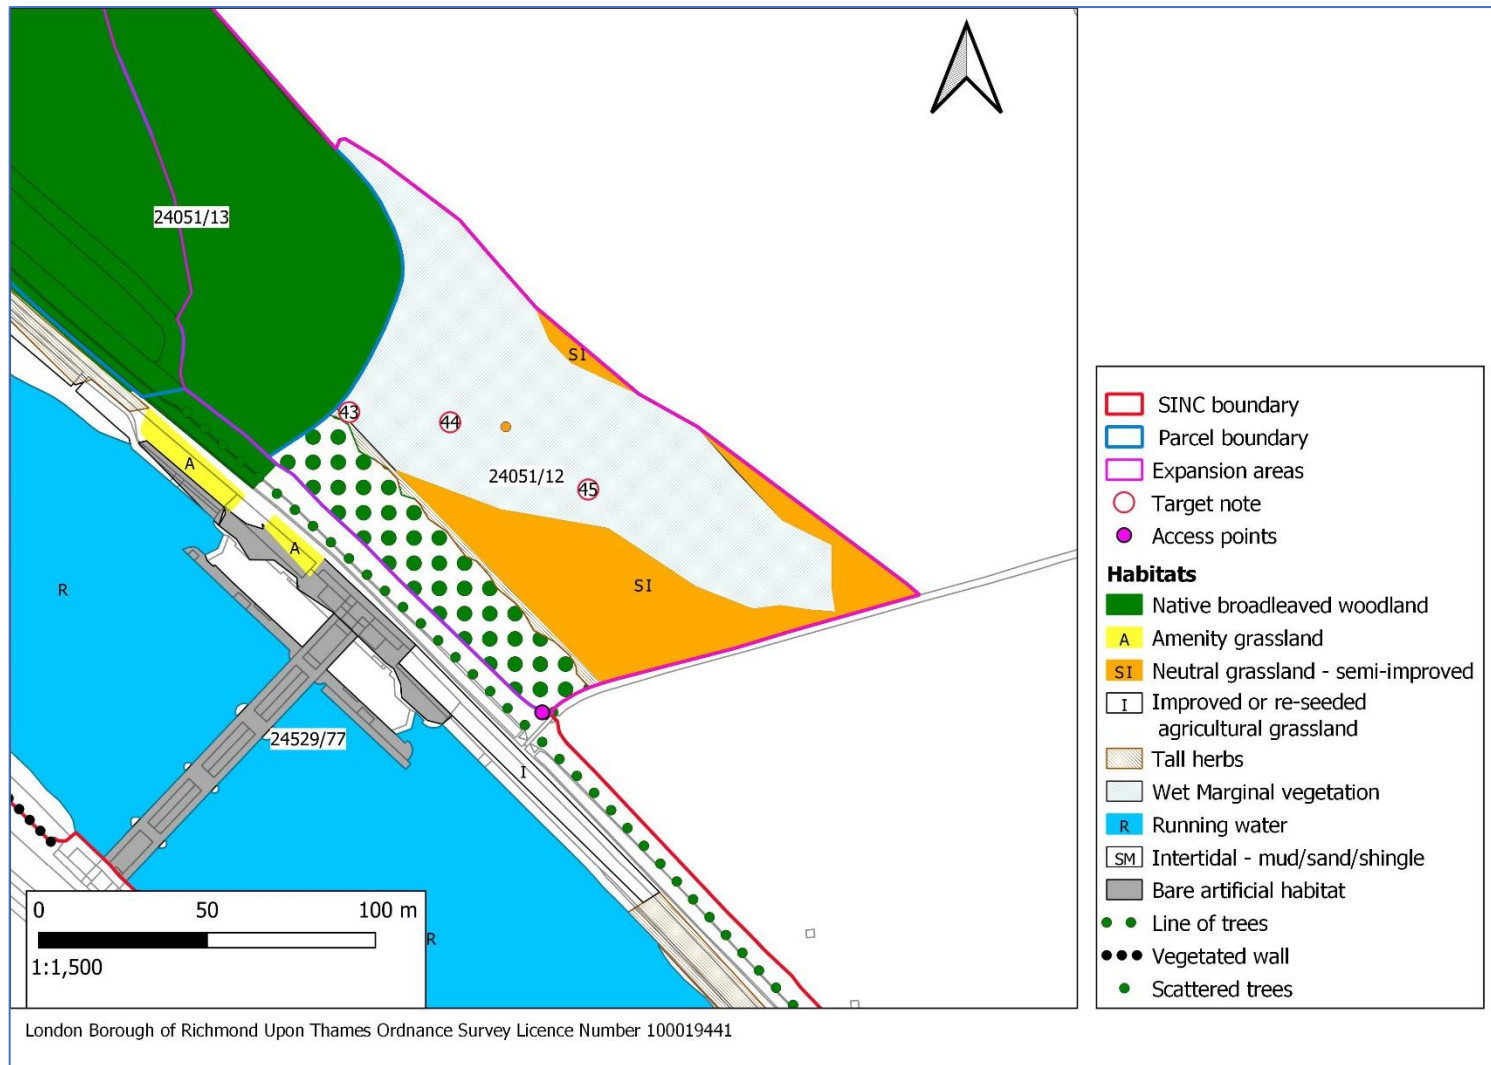 24051/13
SI
43
44
24051/12
45
A
A
SI
R
24529/77
I
R
0 50 100 m
1:1,500
SINC boundary
Parcel boundary
Expansion areas
Target note
Access points
Habitats
Native broadleaved woodland
A Amenity grassland
SI Neutral grassland - semi-improved
I Improved or re-seeded
agricultural grassland
Tall herbs
Wet Marginal vegetation
R Running water
SM Intertidal - mud/sand/shingle
Bare artificial habitat
Line of trees
Vegetated wall
Scattered trees
London Borough of Richmond Upon Thames Ordnance Survey Licence Number 100019441